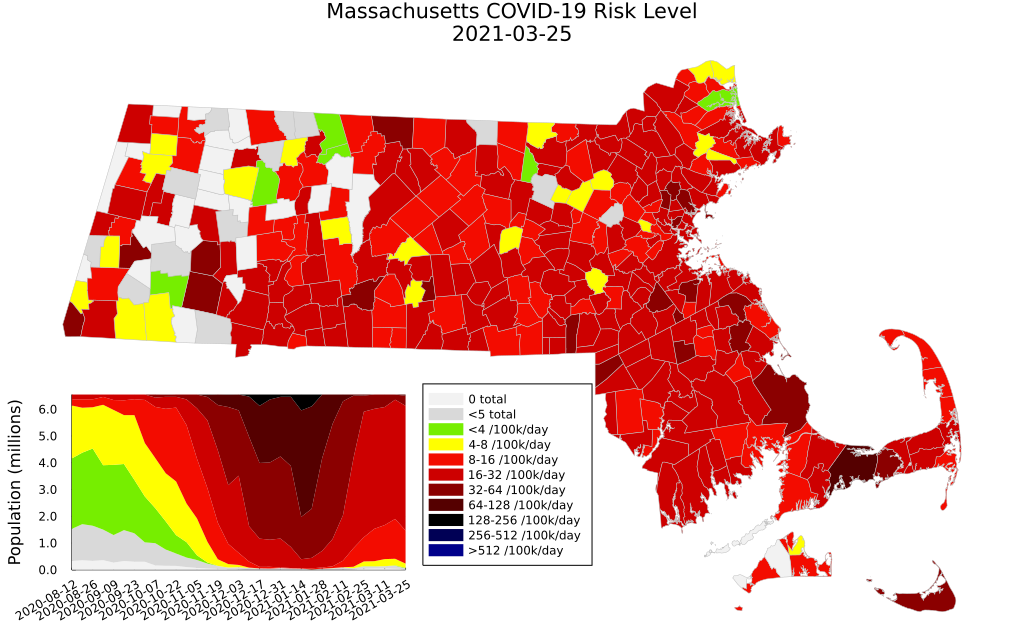 Massachusetts COVID-19 Risk Level
2021-03-25
Population (millions)
6.0
5.0
4.0
3.0
2.0
1.0
0.0
2020-08-12
2020-08-26
2020-09-09
2020-09-23
2020-10-07
2020-10-22
2020-11-05
2020-11-19
2020-12-03
2020-12-17
2020-12-31
2021-01-14
2021-01-28
2021-02-11
2021-02-25
2021-03-11
2021-03-25
0 total
<5 total
<4 /100k/day
4-8 /100k/day
8-16 /100k/day
16-32 /100k/day
32-64 /100k/day
64-128 /100k/day
128-256 /100k/day
256-512 /100k/day
>512 /100k/day